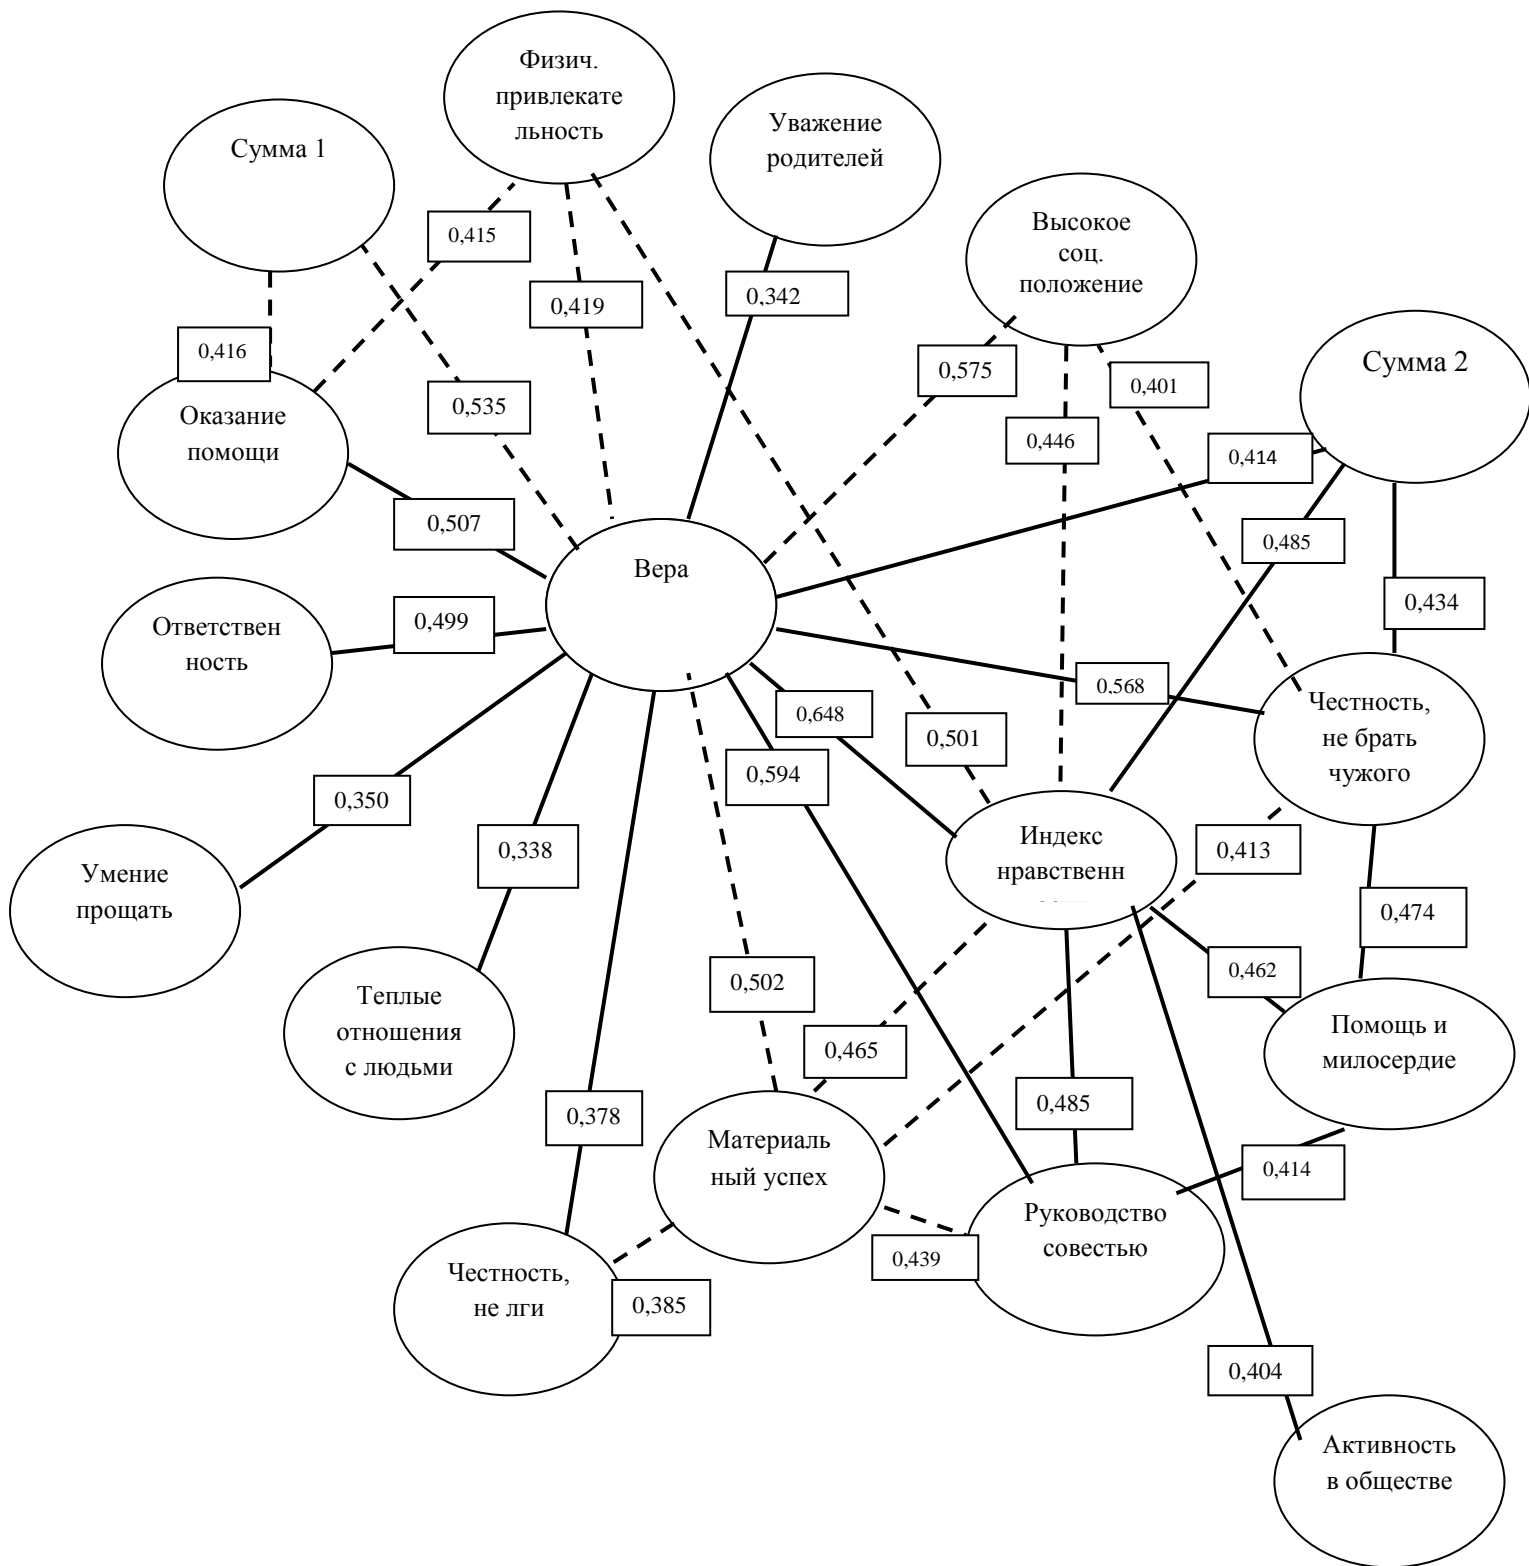 Физич.
привлекате
льность
Сумма 1
Уважение
родителей
Высокое
соц.
положение
0,415
0,419
0,342
0,416
0,575
0,401
Сумма 2
0,535
0,446
0,414
Оказание
помощи
0,507
0,485
Вера
0,434
0,499
Ответствен
ность
0,568
0,648
0,501
Честность,
не брать
чужого
0,594
0,350
0,338
Индекс
нравственн
0,413
Умение
прощать
0,474
0,502
0,462
Теплые
отношения
с людьми
0,465
Помощь и
милосердие
0,378
0,485
Материаль
ный успех
0,414
Руководство
совестью
0,439
Честность,
не лги
0,385
0,404
Активность
в обществе